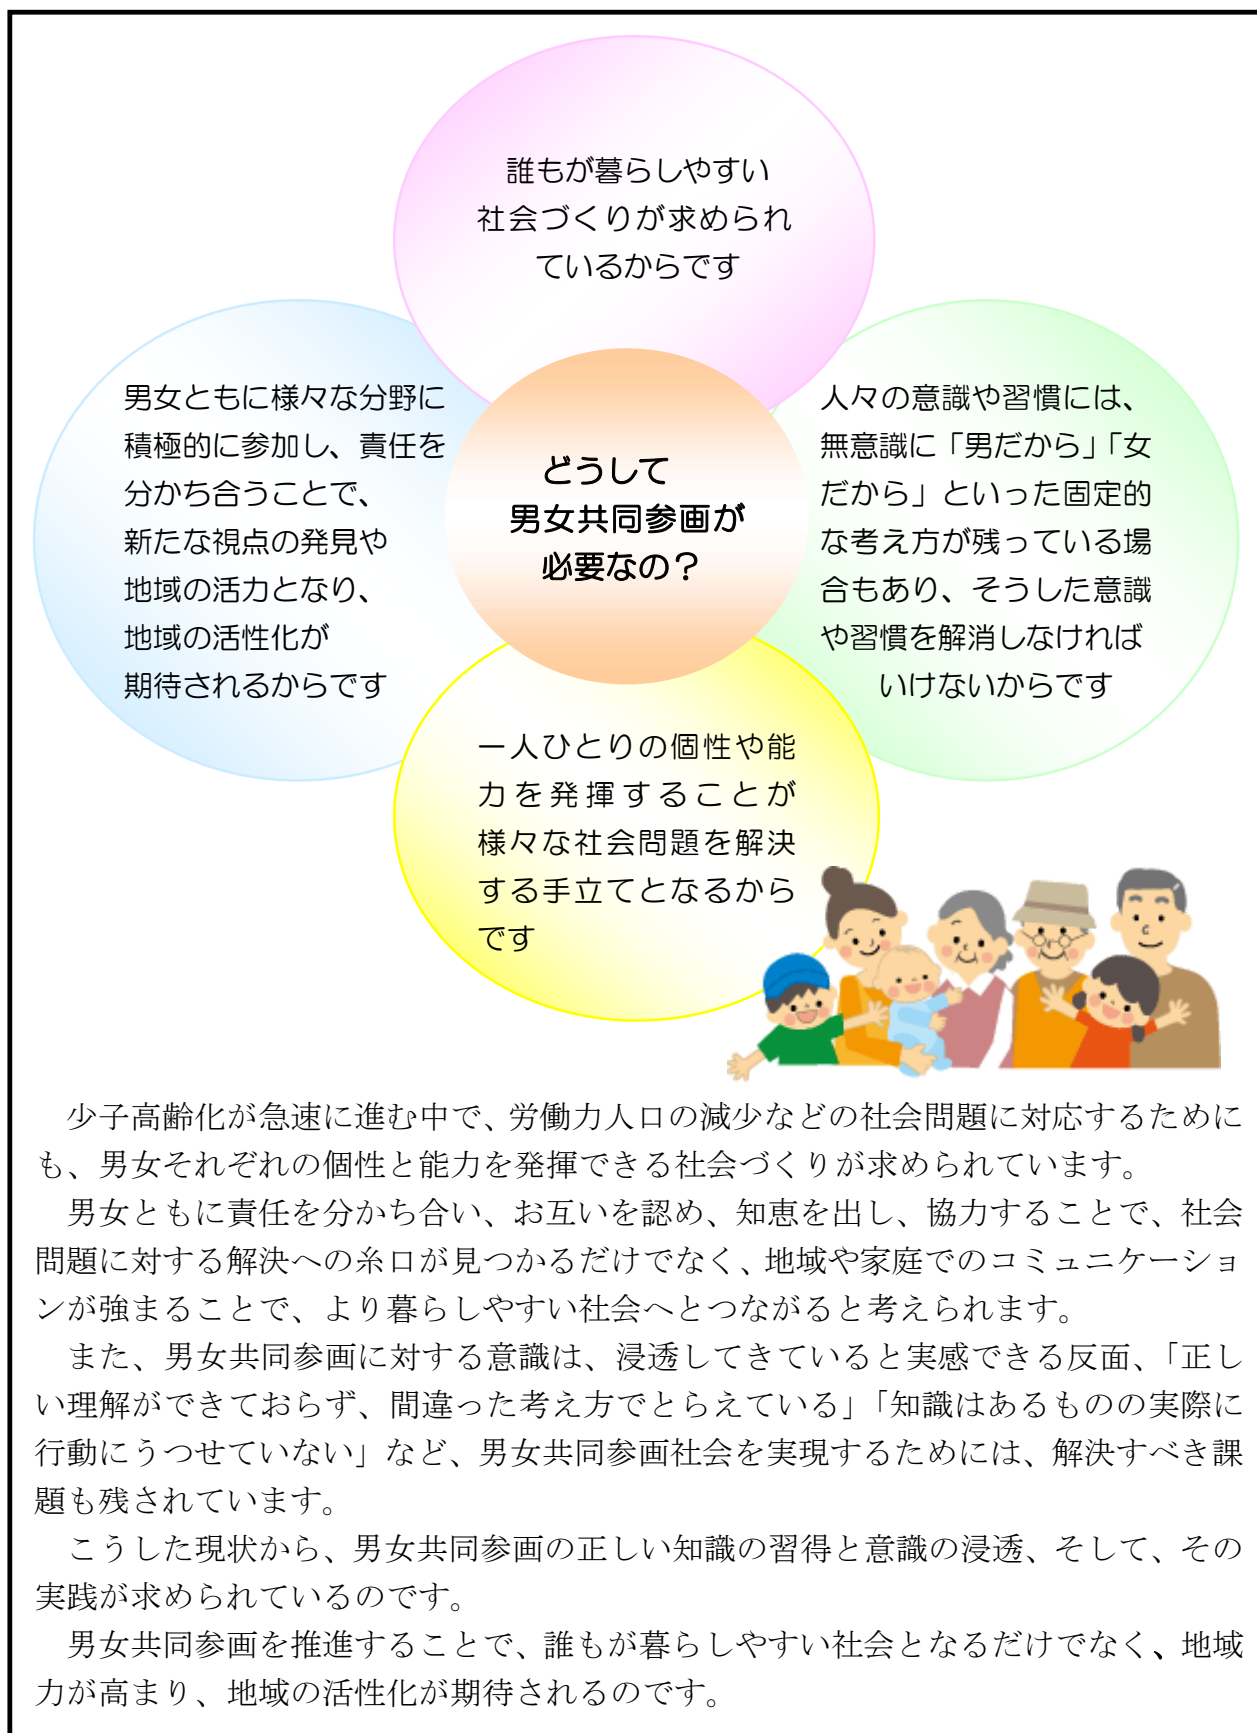 誰もが暮らしやすい
社会づくりが求められ
ているからです
男女ともに様々な分野に
積極的に参加し、責任を
分かち合うことで、
新たな視点の発見や
地域の活力となり、
地域の活性化が
期待されるからです
どうして
男女共同参画が
必要なの？
人々の意識や習慣には、
無意識に「男だから」「女
だから」といった固定的
な考え方が残っている場
合もあり、そうした意識
や習慣を解消しなければ
いけないからです
一人ひとりの個性や能
力を発揮することが
様々な社会問題を解決
する手立てとなるから
です
少子高齢化が急速に進む中で、労働力人口の減少などの社会問題に対応するために
も、男女それぞれの個性と能力を発揮できる社会づくりが求められています。
男女ともに責任を分かち合い、お互いを認め、知恵を出し、協力することで、社会
問題に対する解決への糸口が見つかるだけでなく、地域や家庭でのコミュニケーショ
ンが強まることで、より暮らしやすい社会へとつながると考えられます。
また、男女共同参画に対する意識は、浸透してきていると実感できる反面、「正し
い理解ができておらず、間違った考え方でとらえている」「知識はあるものの実際に
行動にうつせていない」など、男女共同参画社会を実現するためには、解決すべき課
題も残されています。
こうした現状から、男女共同参画の正しい知識の習得と意識の浸透、そして、その
実践が求められているのです。
男女共同参画を推進することで、誰もが暮らしやすい社会となるだけでなく、地域
力が高まり、地域の活性化が期待されるのです。